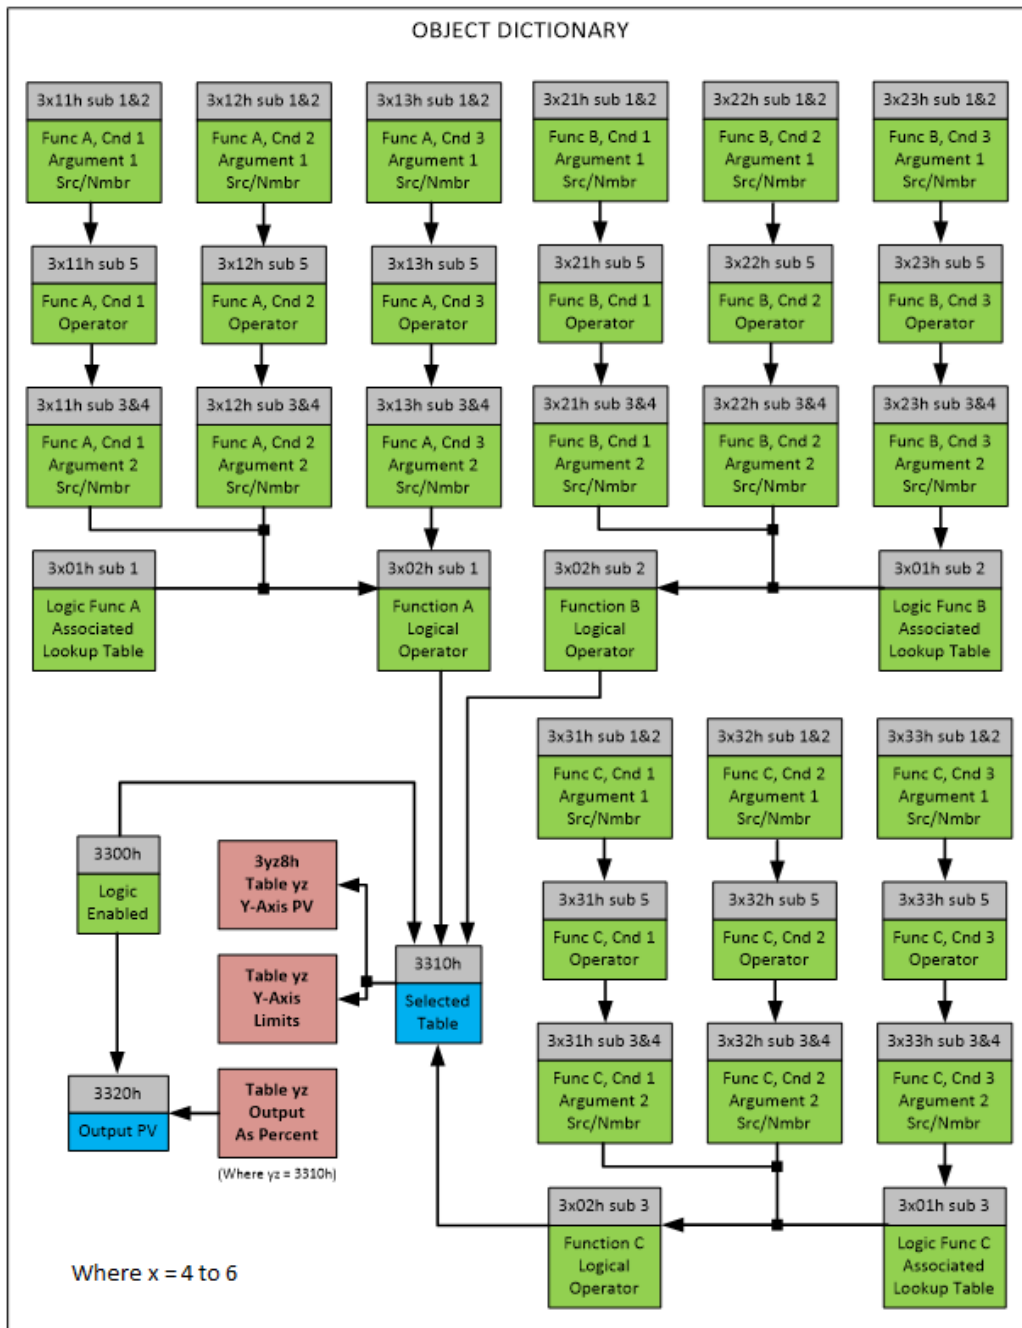 OBJECT DICTIONARY
3x11h sub 1&2
Func A, Cnd 1
Argument 1
Src/Nmbr
3x12h sub 1&2
Func A, Cnd 2
Argument 1
Src/Nmbr
3x13h sub 1&2
Func A, Cnd 3
Argument 1
Src/Nmbr
3x21h sub 1&2
Func B, Cnd 1
Argument 1
Src/Nmbr
3x22h sub 1&2
Func B, Cnd 2
Argument 1
Src/Nmbr
3x23h sub 1&2
Func B, Cnd 3
Argument 1
Src/Nmbr
3x11h sub 5
Func A, Cnd 1
Operator
3x12h sub 5
Func A, Cnd 2
Operator
3x13h sub 5
Func A, Cnd 3
Operator
3x21h sub 5
Func B, Cnd 1
Operator
3x22h sub 5
Func B, Cnd 2
Operator
3x23h sub 5
Func B, Cnd 3
Operator
3x11h sub 3&4
Func A, Cnd 1
Argument 2
Src/Nmbr
3x12h sub 3&4
Func A, Cnd 2
Argument 2
Src/Nmbr
3x13h sub 3&4
Func A, Cnd 3
Argument 2
Src/Nmbr
3x21h sub 3&4
Func B, Cnd 1
Argument 2
Src/Nmbr
3x22h sub 3&4
Func B, Cnd 2
Argument 2
Src/Nmbr
3x23h sub 3&4
Func B, Cnd 3
Argument 2
Src/Nmbr
3x01h sub 1
Logic Func A
Associated
Lookup Table
3x02h sub 1
Function A
Logical
Operator
3x02h sub 2
Function B
Logical
Operator
3x01h sub 2
Logic Func B
Associated
Lookup Table
3x31h sub 1&2
Func C, Cnd 1
Argument 1
Src/Nmbr
3x32h sub 1&2
Func C, Cnd 2
Argument 1
Src/Nmbr
3x33h sub 1&2
Func C, Cnd 3
Argument 1
Src/Nmbr
3300h
Logic
Enabled
3yz8h
Table yz
Y-Axis PV
3x31h sub 5
Func C, Cnd 1
Operator
3x32h sub 5
Func C, Cnd 2
Operator
3x33h sub 5
Func C, Cnd 3
Operator
Table yz
Y-Axis
Limits
3310h
Selected
Table
3x31h sub 3&4
Func C, Cnd 1
Argument 2
Src/Nmbr
3x32h sub 3&4
Func C, Cnd 2
Argument 2
Src/Nmbr
3x33h sub 3&4
Func C, Cnd 3
Argument 2
Src/Nmbr
3320h
Output PV
Table yz
Output
As Percent
(Where yz = 3310h)
3x02h sub 3
Function C
Logical
Operator
3x01h sub 3
Logic Func C
Associated
Lookup Table
Where x = 4 to 6